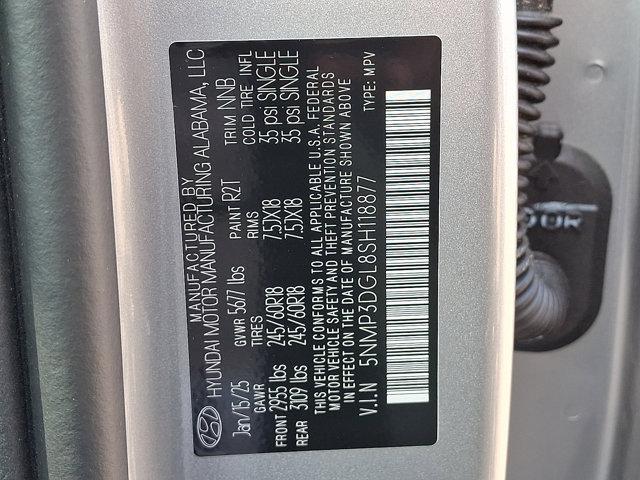 MANUFACTURED BY
HYUNDAI MOTOR MANUFACTURING ALABAMA, LLC
Jan/15/25 GVWR 5677 lbs PAINT R2T TRIM NNB
GAWR TIRES RIMS COLD TIRE INFL
FRONT 2955 lbs 245/60R18 7.5JX18 35 psi SINGLE
REAR 3109 lbs 245/60R18 7.5JX18 35 psi SINGLE
THIS VEHICLE CONFORMS TO ALL APPLICABLE U.S.A. FEDERAL
MOTOR VEHICLE SAFETY AND THEFT PREVENTION STANDARDS
IN EFFECT ON THE DATE OF MANUFACTURE SHOWN ABOVE
V.I.N 5NMP3DGL8SH118877 TYPE: MPV